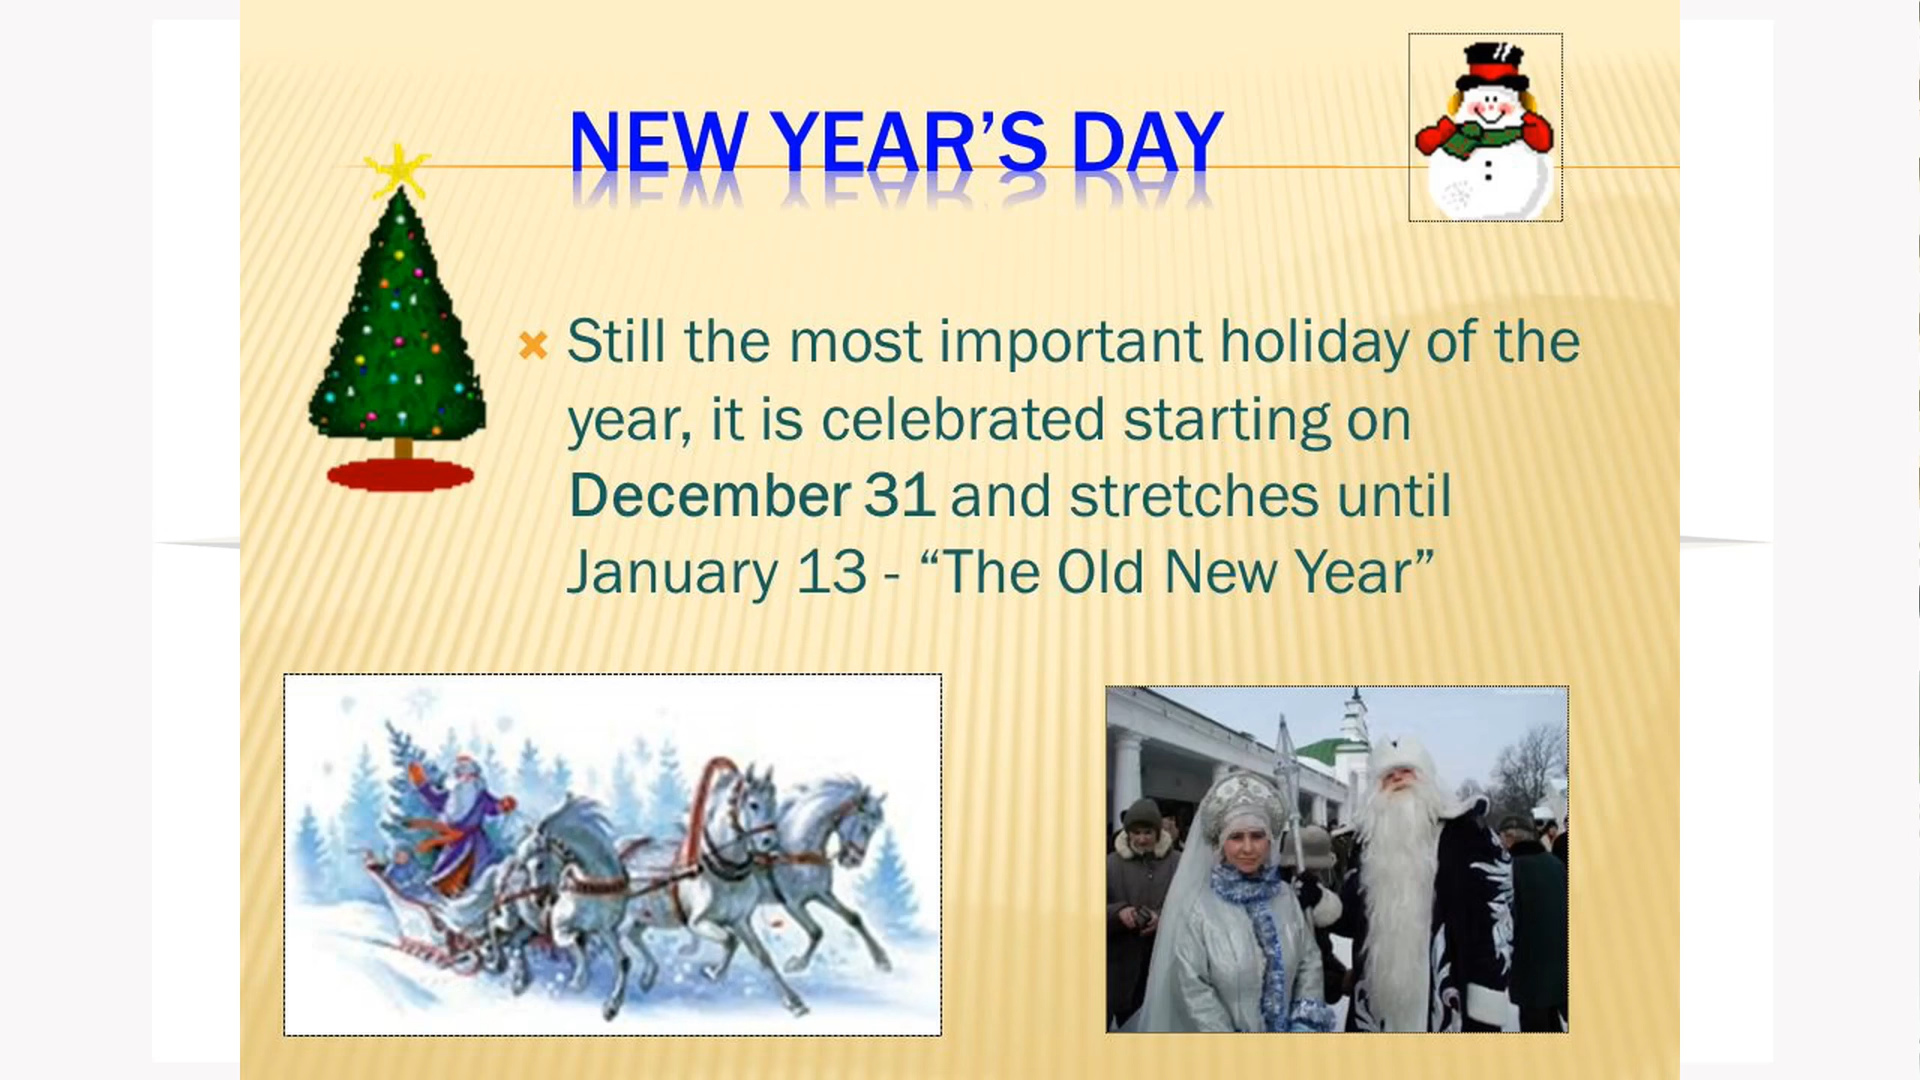 NEW YEAR’S DAY
Still the most important holiday of the
year, it is celebrated starting on
December 31 and stretches until
January 13 - “The Old New Year”